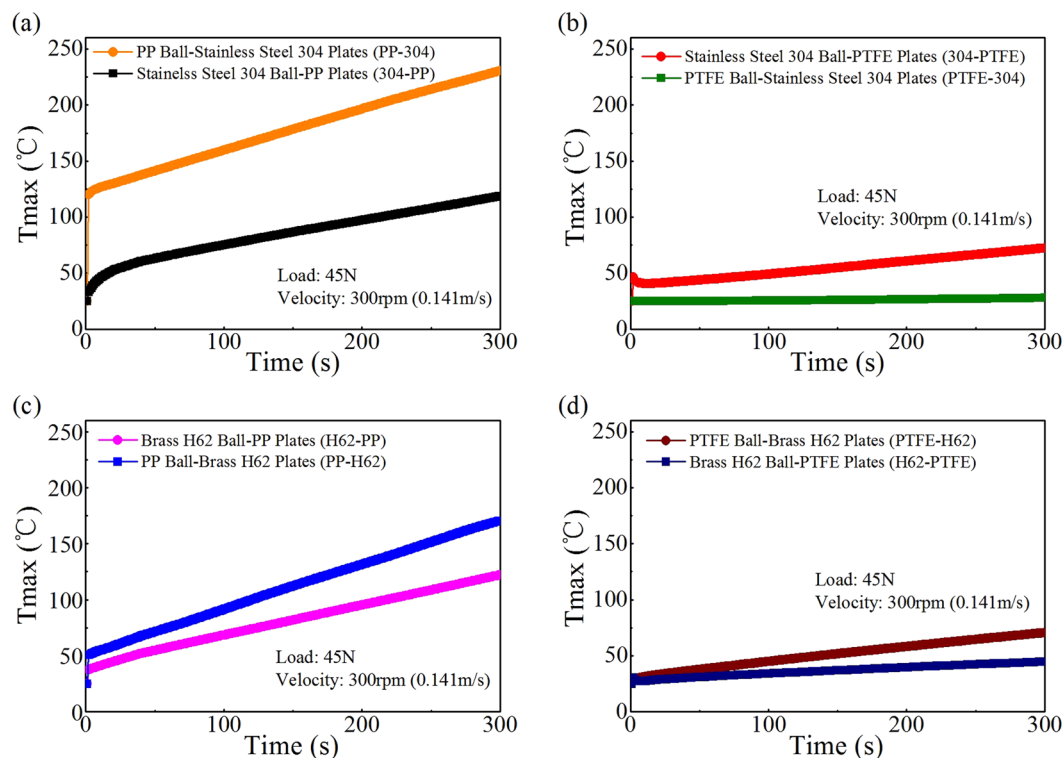 (a)
250
200
150
100
50
0
Tmax (℃)
PP Ball-Stainless Steel 304 Plates (PP-304)
Staineless Steel 304 Ball-PP Plates (304-PP)
Load: 45N
Velocity: 300rpm (0.141m/s)
0 100 200 300
Time (s)
(b)
250
200
150
100
50
0
Tmax (℃)
Stainless Steel 304 Ball-PTFE Plates (304-PTFE)
PTFE Ball-Stainless Steel 304 Plates (PTFE-304)
Load: 45N
Velocity: 300rpm (0.141m/s)
0 100 200 300
Time (s)
(c)
250
200
150
100
50
0
Tmax (℃)
Brass H62 Ball-PP Plates (H62-PP)
PP Ball-Brass H62 Plates (PP-H62)
Load: 45N
Velocity: 300rpm (0.141m/s)
0 100 200 300
Time (s)
(d)
250
200
150
100
50
0
Tmax (℃)
PTFE Ball-Brass H62 Plates (PTFE-H62)
Brass H62 Ball-PTFE Plates (H62-PTFE)
Load: 45N
Velocity: 300rpm (0.141m/s)
0 100 200 300
Time (s)